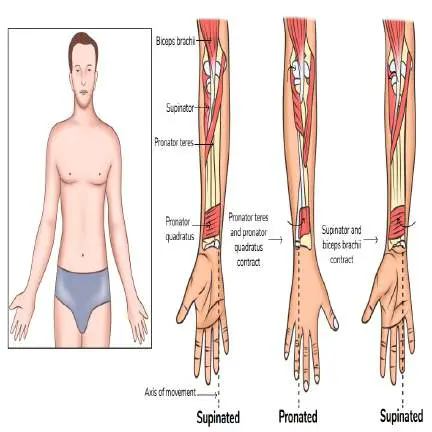 Biceps brachii
Supinator
Pronator teres
Pronator
quadratus
Pronator teres
and pronator
quadratus
contract
Supinator and
biceps brachii
contract
Axis of movement
Supinated
Pronated
Supinated